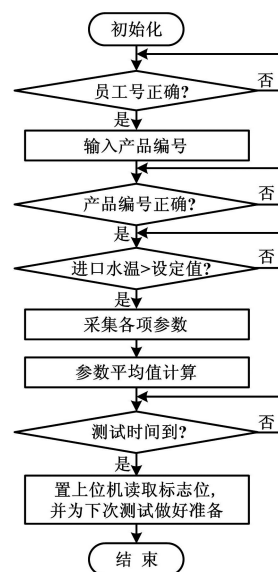 初始化
员工号正确?
否
是
输入产品编号
产品编号正确?
否
是
进口水温>设定值?
否
是
采集各项参数
参数平均值计算
测试时间到?
否
是
置上位机读取标志位,
并为下次测试做好准备
结 束